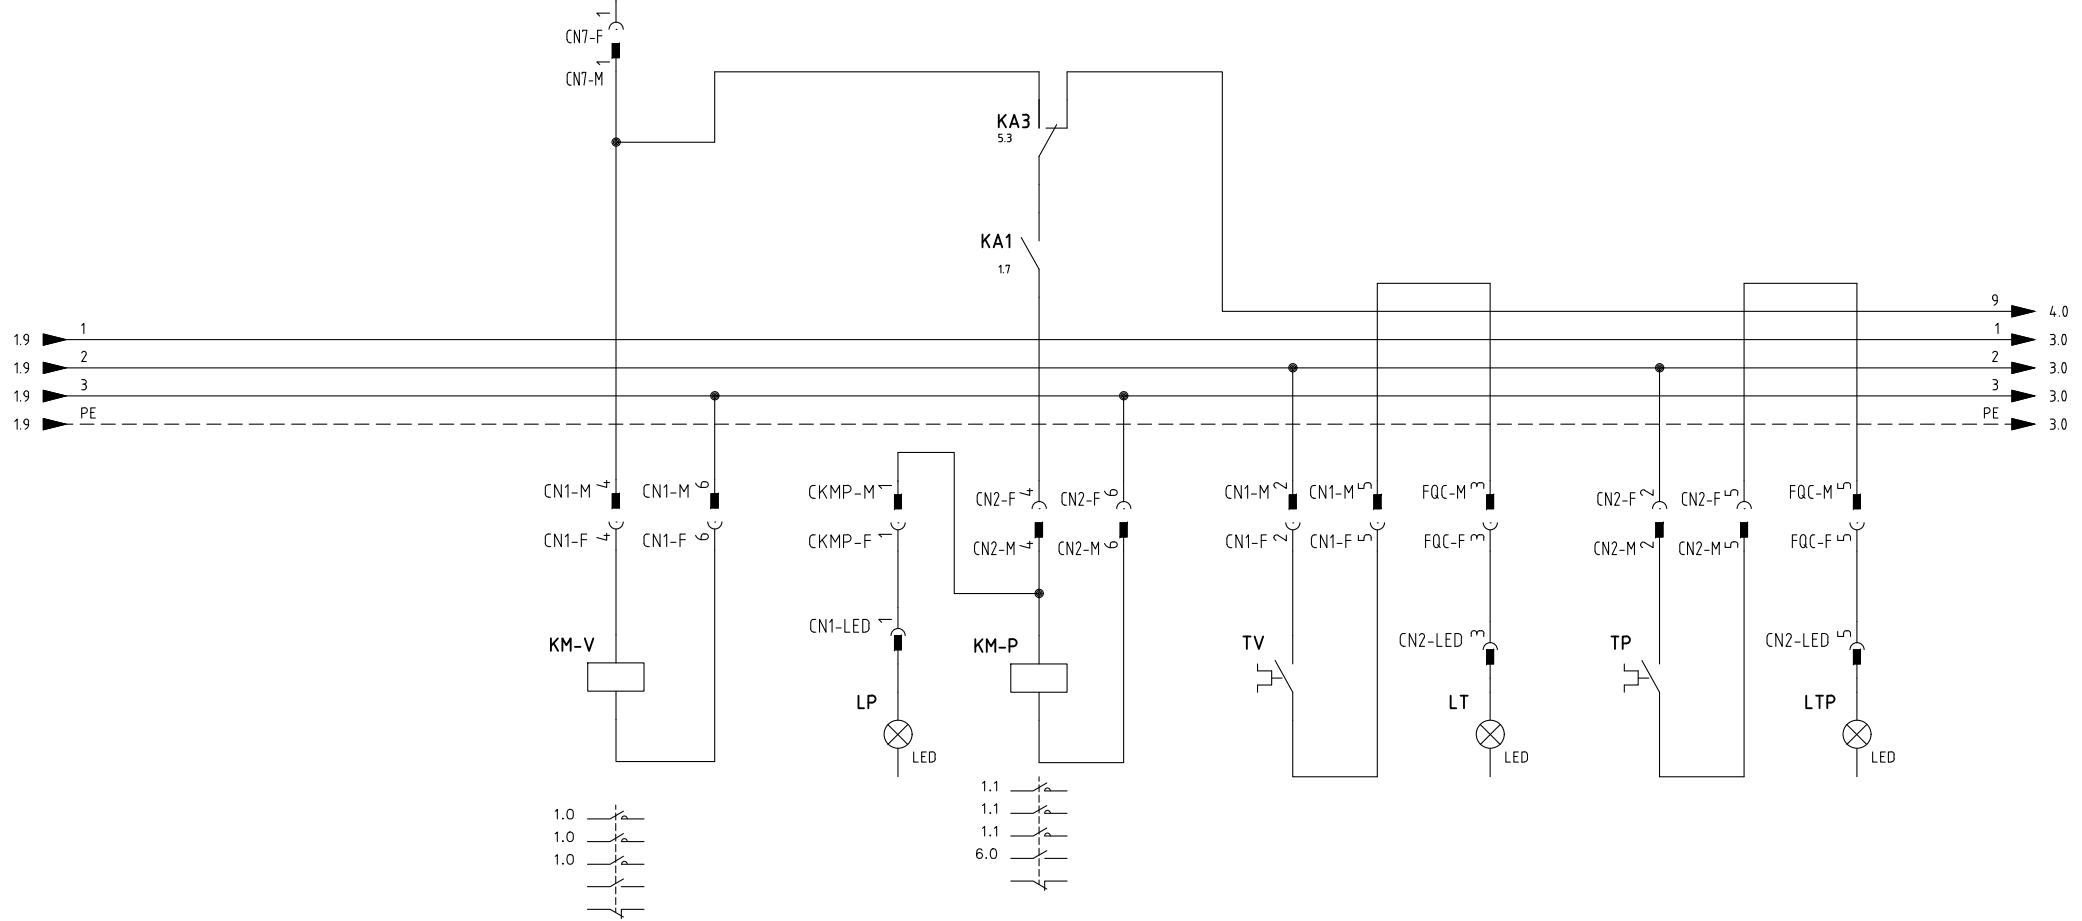 1
CN7-F
1
CN7-M
KA3
5.3
KA1
1.7
9
4.0
1.9
1
1
3.0
1.9
2
2
3.0
1.9
3
3
3.0
1.9
PE
PE
3.0
CN1-M 4
CN1-M 6
CKMP-M 1
CN2-F 4
CN2-F 6
CN1-M 2
CN1-M 5
FQC-M 3
CN2-F 2
CN2-F 5
FQC-M 5
CN1-F 4
CN1-F 6
CKMP-F 1
CN2-M 4
CN2-M 6
CN1-F 2
CN1-F 5
FQC-F 3
CN2-M 2
CN2-M 5
FQC-F 5
CN1-LED 1
KM-V
KM-P
TV
CN2-LED 3
TP
CN2-LED 5
LP
LT
LTP
LED
LED
LED
1.1
1.1
1.1
6.0
1.0
1.0
1.0